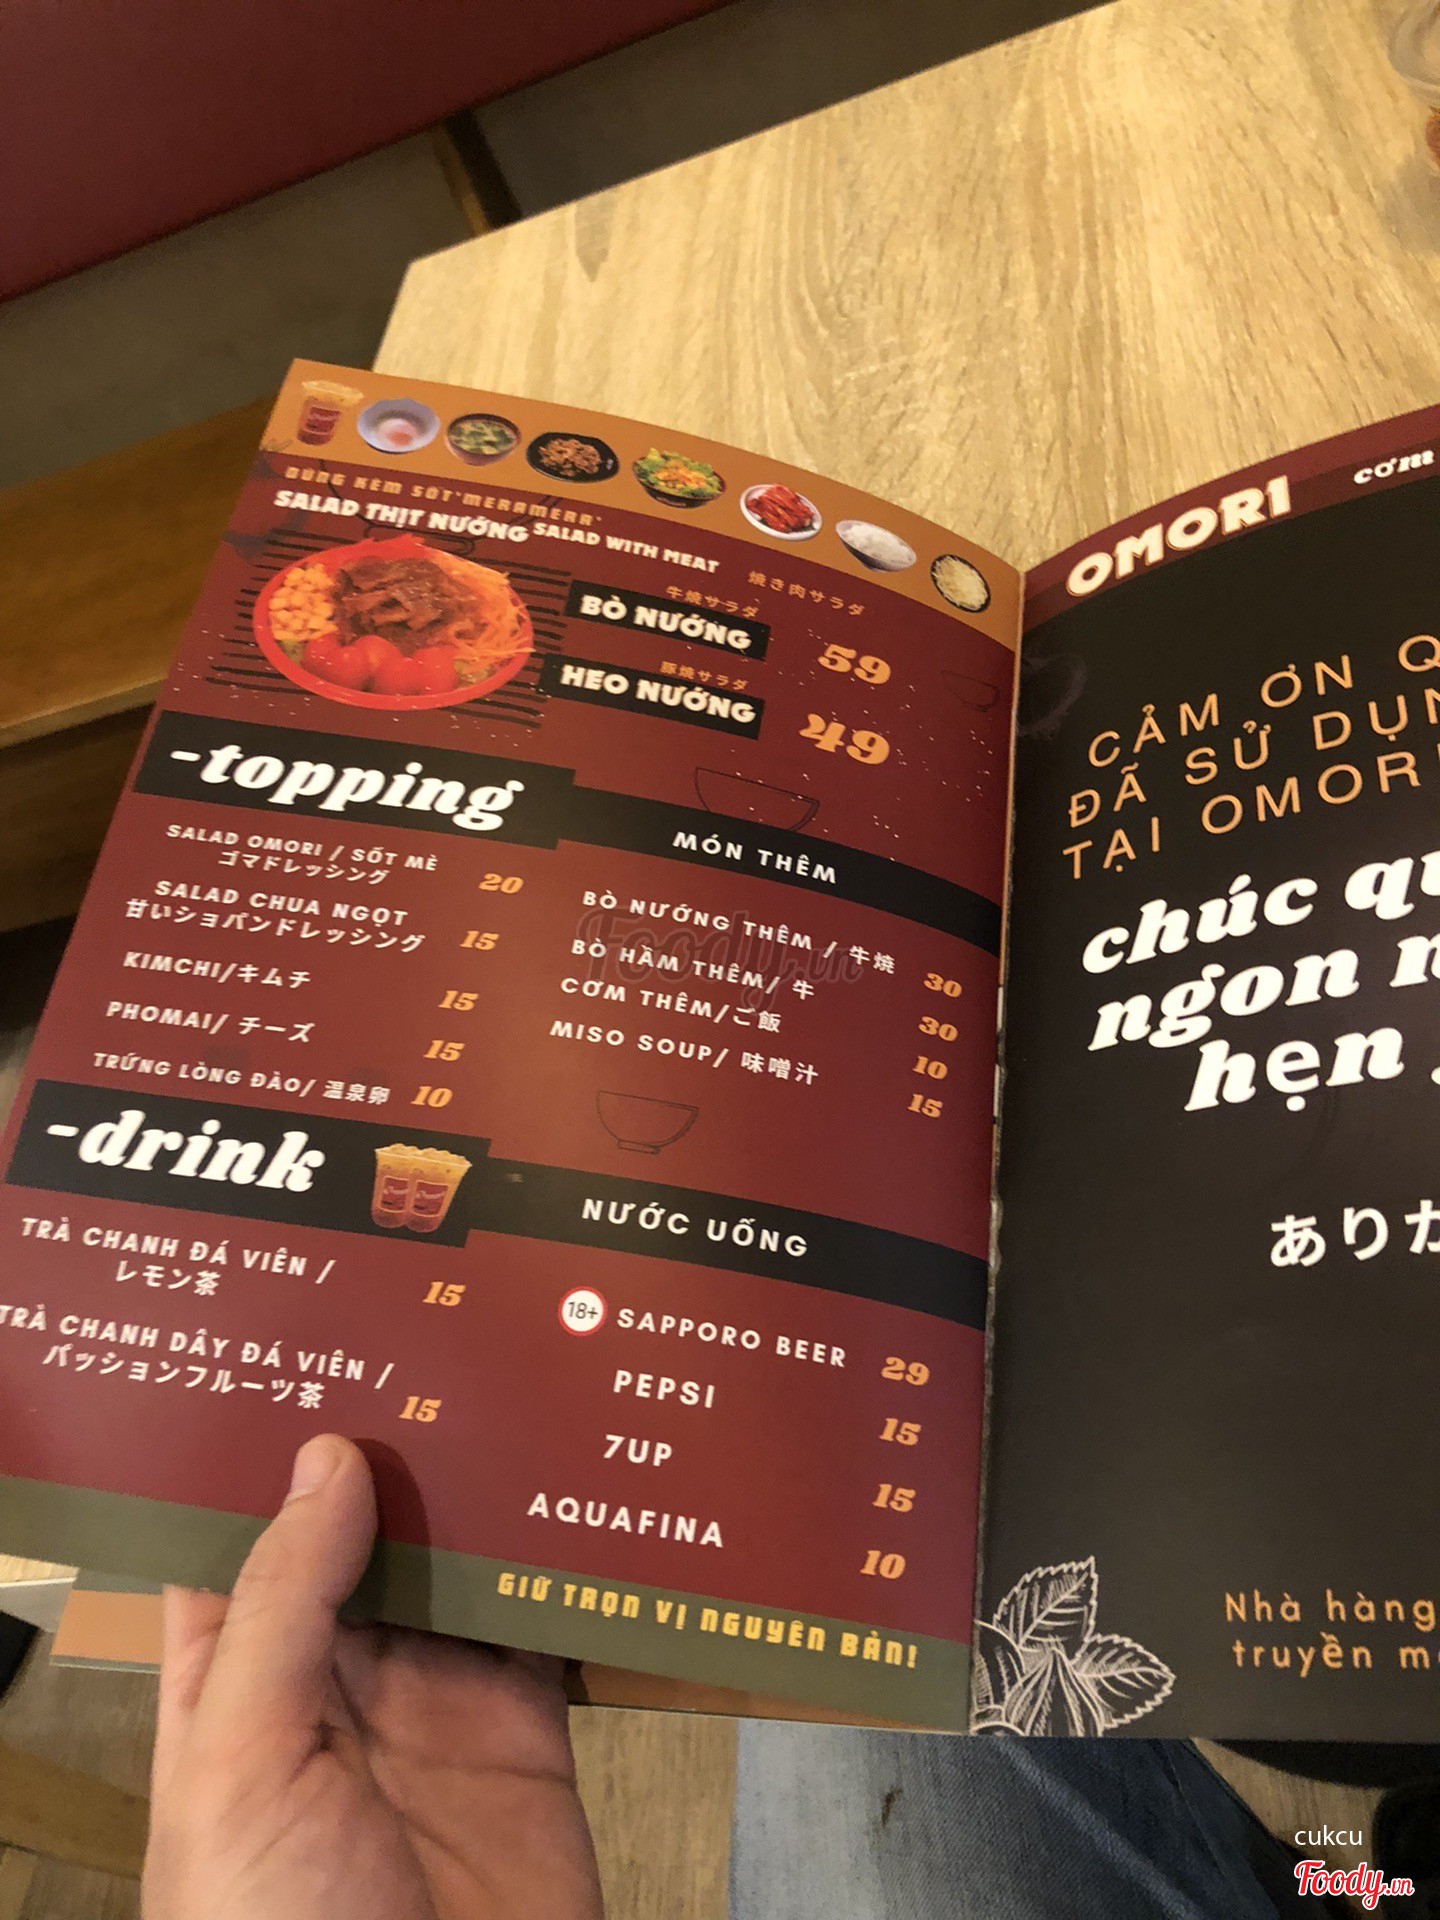 DÙNG KÈM SỐT "MERAMERA"
SALAD THỊT NƯỚNG SALAD WITH MEAT 焼き肉サラダ
牛焼サラダ
BÒ NƯỚNG 59
豚焼サラダ
HEO NƯỚNG 49
-topping
MÓN THÊM
SALAD OMORI / SỐT MÈ
ゴマドレッシング 20
SALAD CHUA NGỌT
甘いショパンドレッシング 15
KIMCHI/キムチ 15
PHOMAI/ チーズ 15
TRỨNG LÒNG ĐÀO/ 温泉卵 10
BÒ NƯỚNG THÊM / 牛焼 30
BÒ HẦM THÊM/ 牛 30
CƠM THÊM/ご飯 10
MISO SOUP/ 味噌汁 15
-drink
NƯỚC UỐNG
TRÀ CHANH ĐÁ VIÊN /
レモン茶 15
TRÀ CHANH DÂY ĐÁ VIÊN /
パッションフルーツ茶 15
18+ SAPPORO BEER 29
PEPSI 15
7UP 15
AQUAFINA 10
GIỮ TRỌN VỊ NGUYÊN BẢN!
OMORI cơm
CẢM ƠN Q
ĐÃ SỬ DỤN
TẠI OMORI
chúc qu
ngon m
hẹn
ありが
Nhà hàng
truyền m
Foody.vn
cukcu
Foody.vn